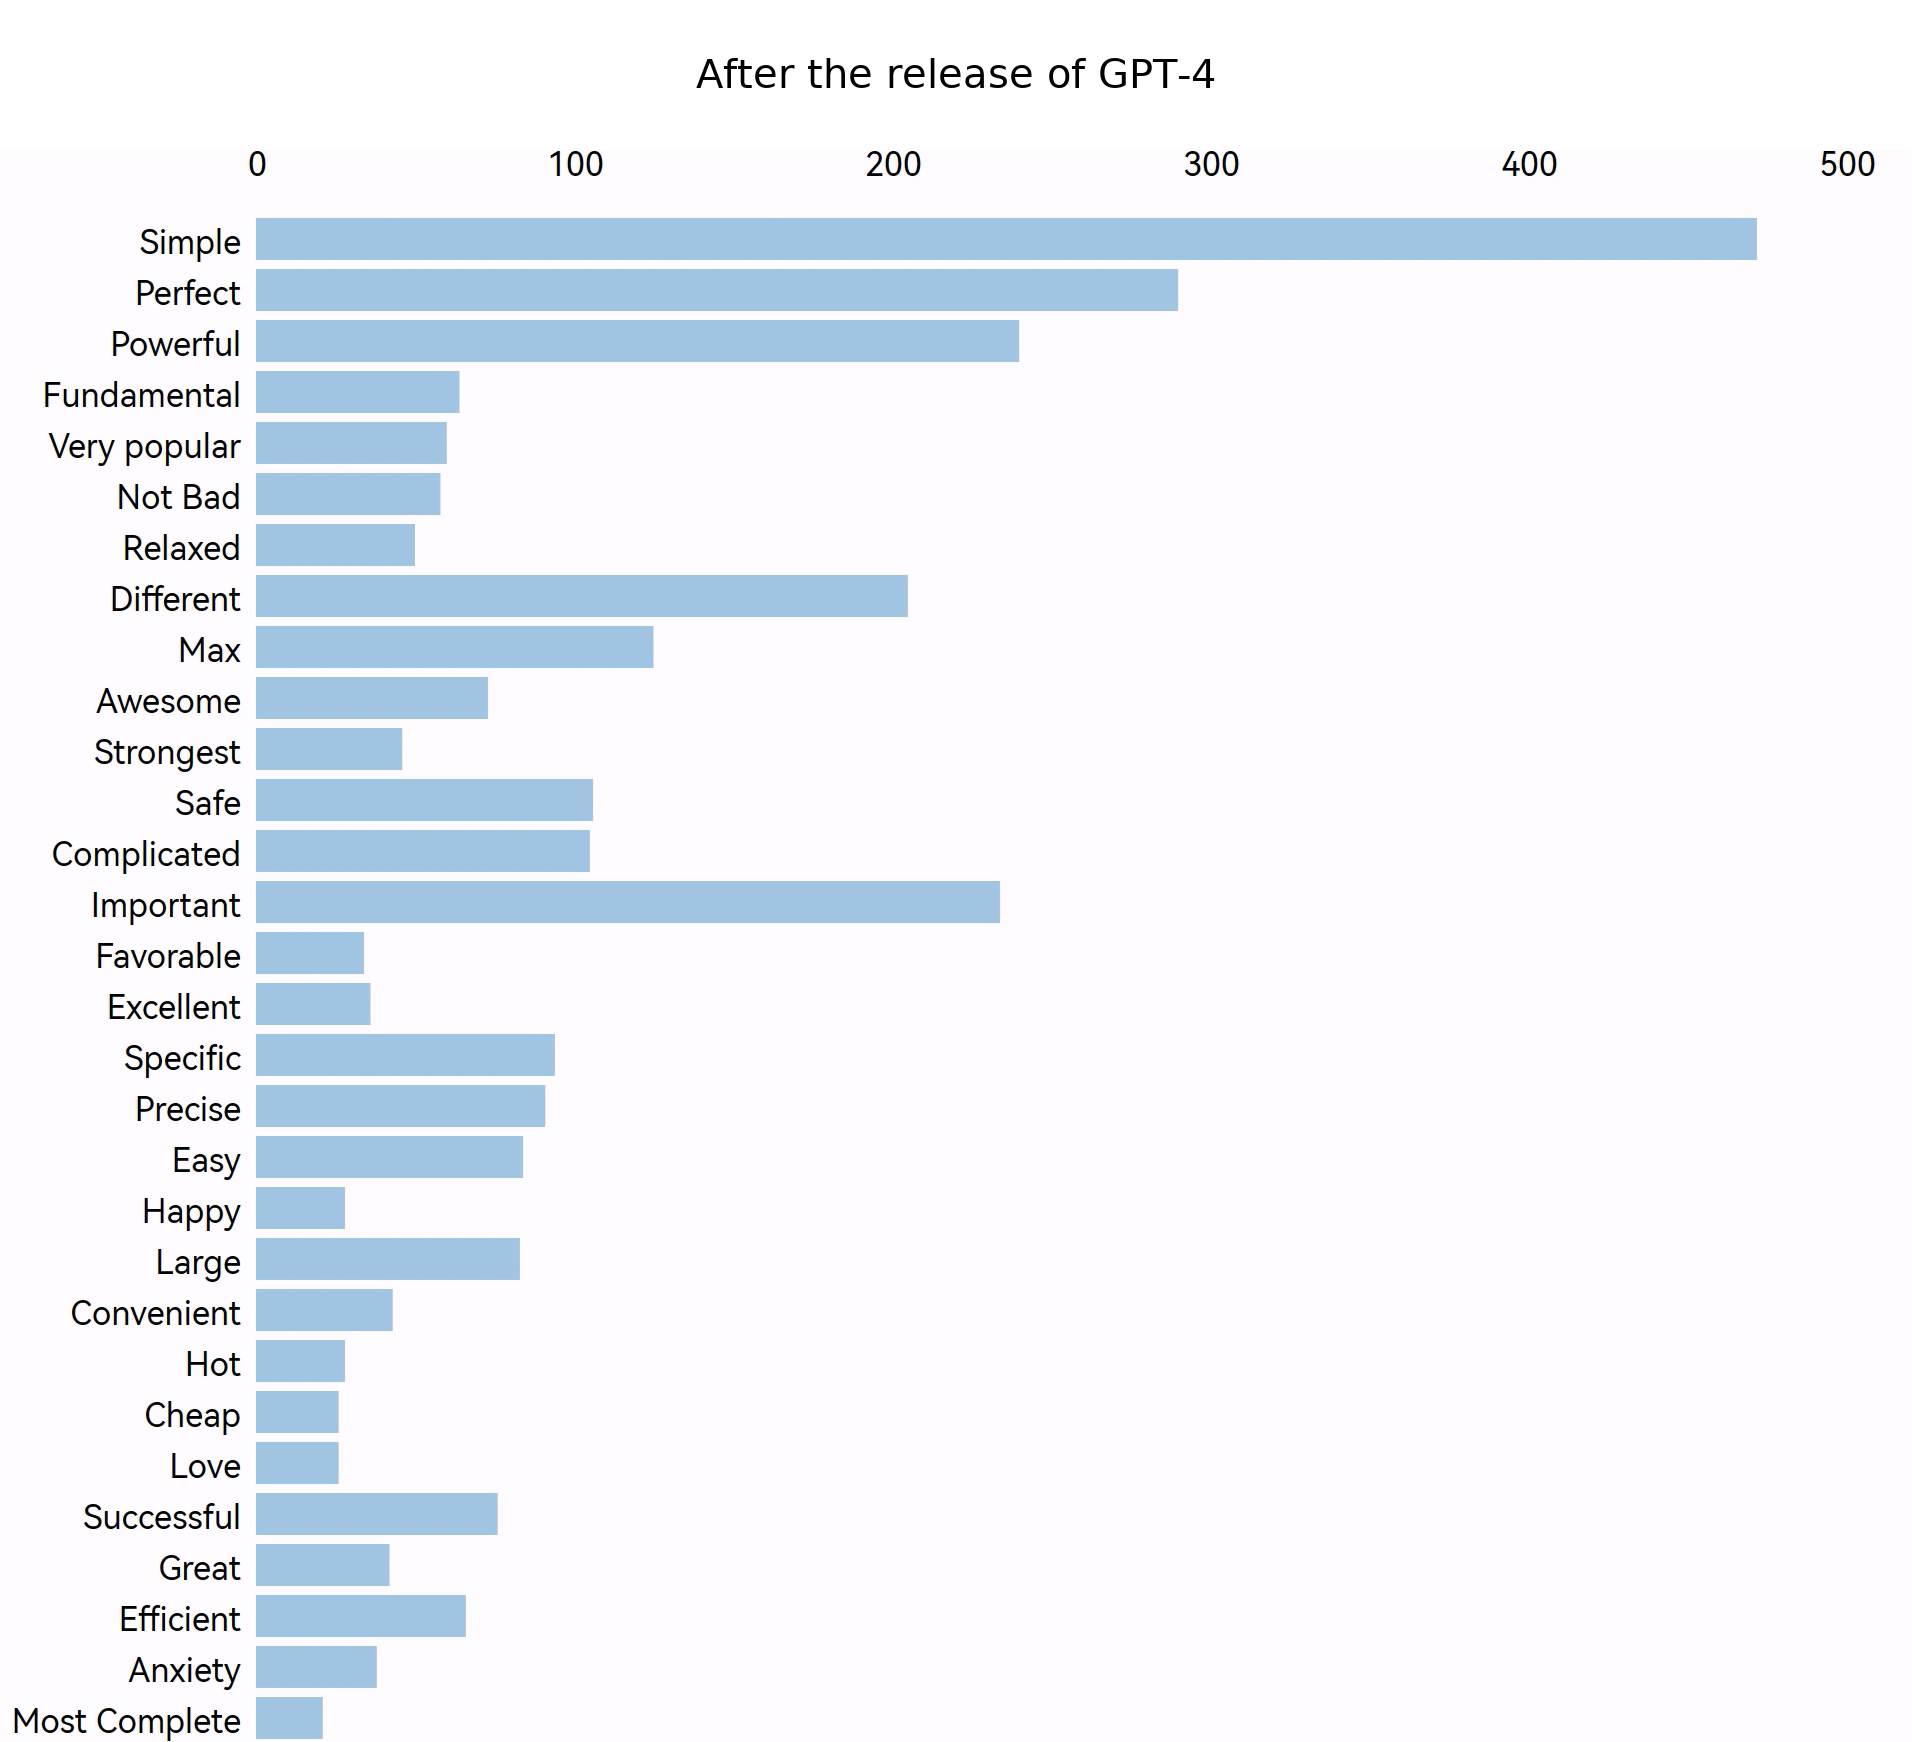 After the release of GPT-4
0 100 200 300 400 500
Simple
Perfect
Powerful
Fundamental
Very popular
Not Bad
Relaxed
Different
Max
Awesome
Strongest
Safe
Complicated
Important
Favorable
Excellent
Specific
Precise
Easy
Happy
Large
Convenient
Hot
Cheap
Love
Successful
Great
Efficient
Anxiety
Most Complete